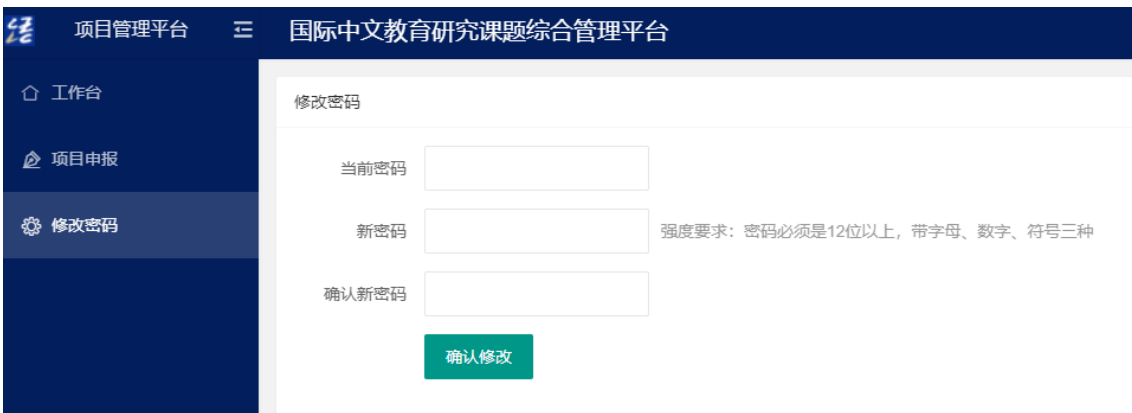 项目管理平台
国际中文教育研究课题综合管理平台
工作台
项目申报
修改密码
修改密码
当前密码
新密码
强度要求：密码必须是12位以上，带字母、数字、符号三种
确认新密码
确认修改